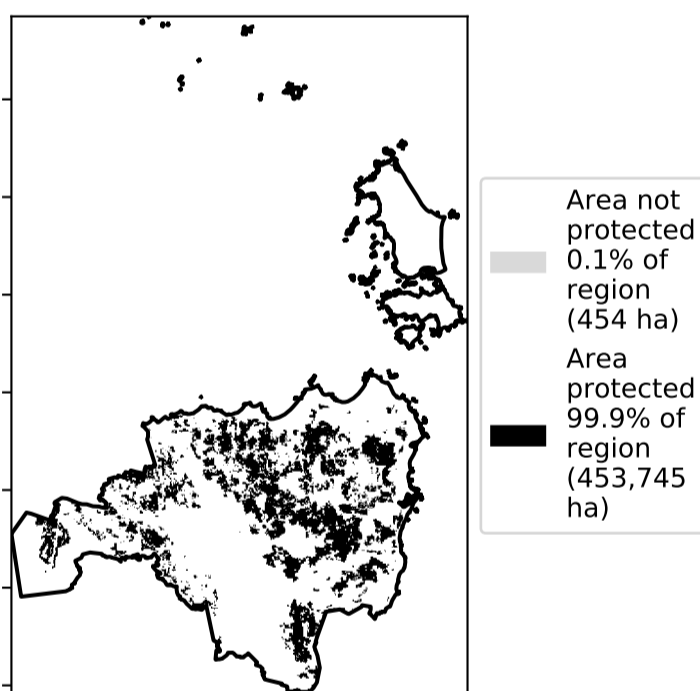 Area not
protected
0.1% of
region
(454 ha)
Area
protected
99.9% of
region
(453,745
ha)